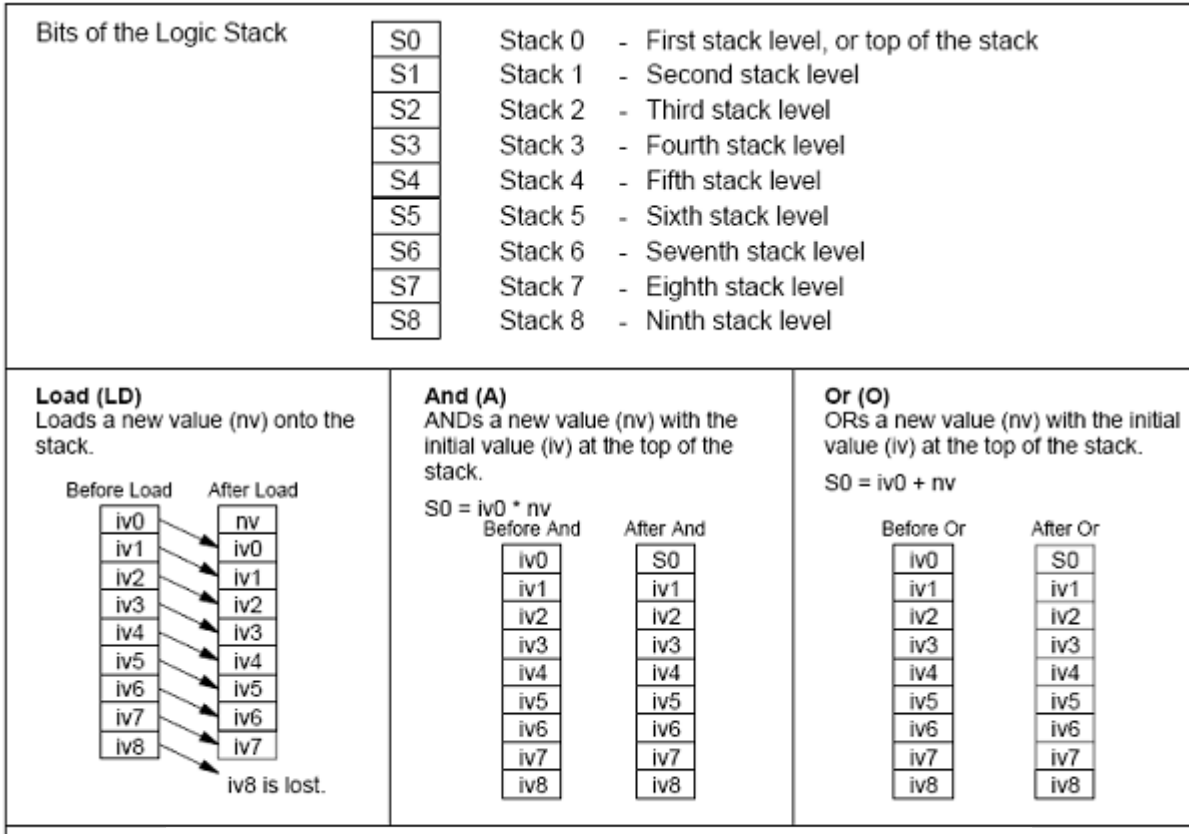 Bits of the Logic Stack
S0 Stack 0 - First stack level, or top of the stack
S1 Stack 1 - Second stack level
S2 Stack 2 - Third stack level
S3 Stack 3 - Fourth stack level
S4 Stack 4 - Fifth stack level
S5 Stack 5 - Sixth stack level
S6 Stack 6 - Seventh stack level
S7 Stack 7 - Eighth stack level
S8 Stack 8 - Ninth stack level
Load (LD)
Loads a new value (nv) onto the
stack.
Before Load After Load
iv0 nv
iv1 iv0
iv2 iv1
iv3 iv2
iv4 iv3
iv5 iv4
iv6 iv5
iv7 iv6
iv8 iv7
iv8 is lost.
And (A)
ANDs a new value (nv) with the
initial value (iv) at the top of the
stack.
S0 = iv0 * nv
Before And After And
iv0 S0
iv1 iv1
iv2 iv2
iv3 iv3
iv4 iv4
iv5 iv5
iv6 iv6
iv7 iv7
iv8 iv8
Or (O)
ORs a new value (nv) with the initial
value (iv) at the top of the stack.
S0 = iv0 + nv
Before Or After Or
iv0 S0
iv1 iv1
iv2 iv2
iv3 iv3
iv4 iv4
iv5 iv5
iv6 iv6
iv7 iv7
iv8 iv8